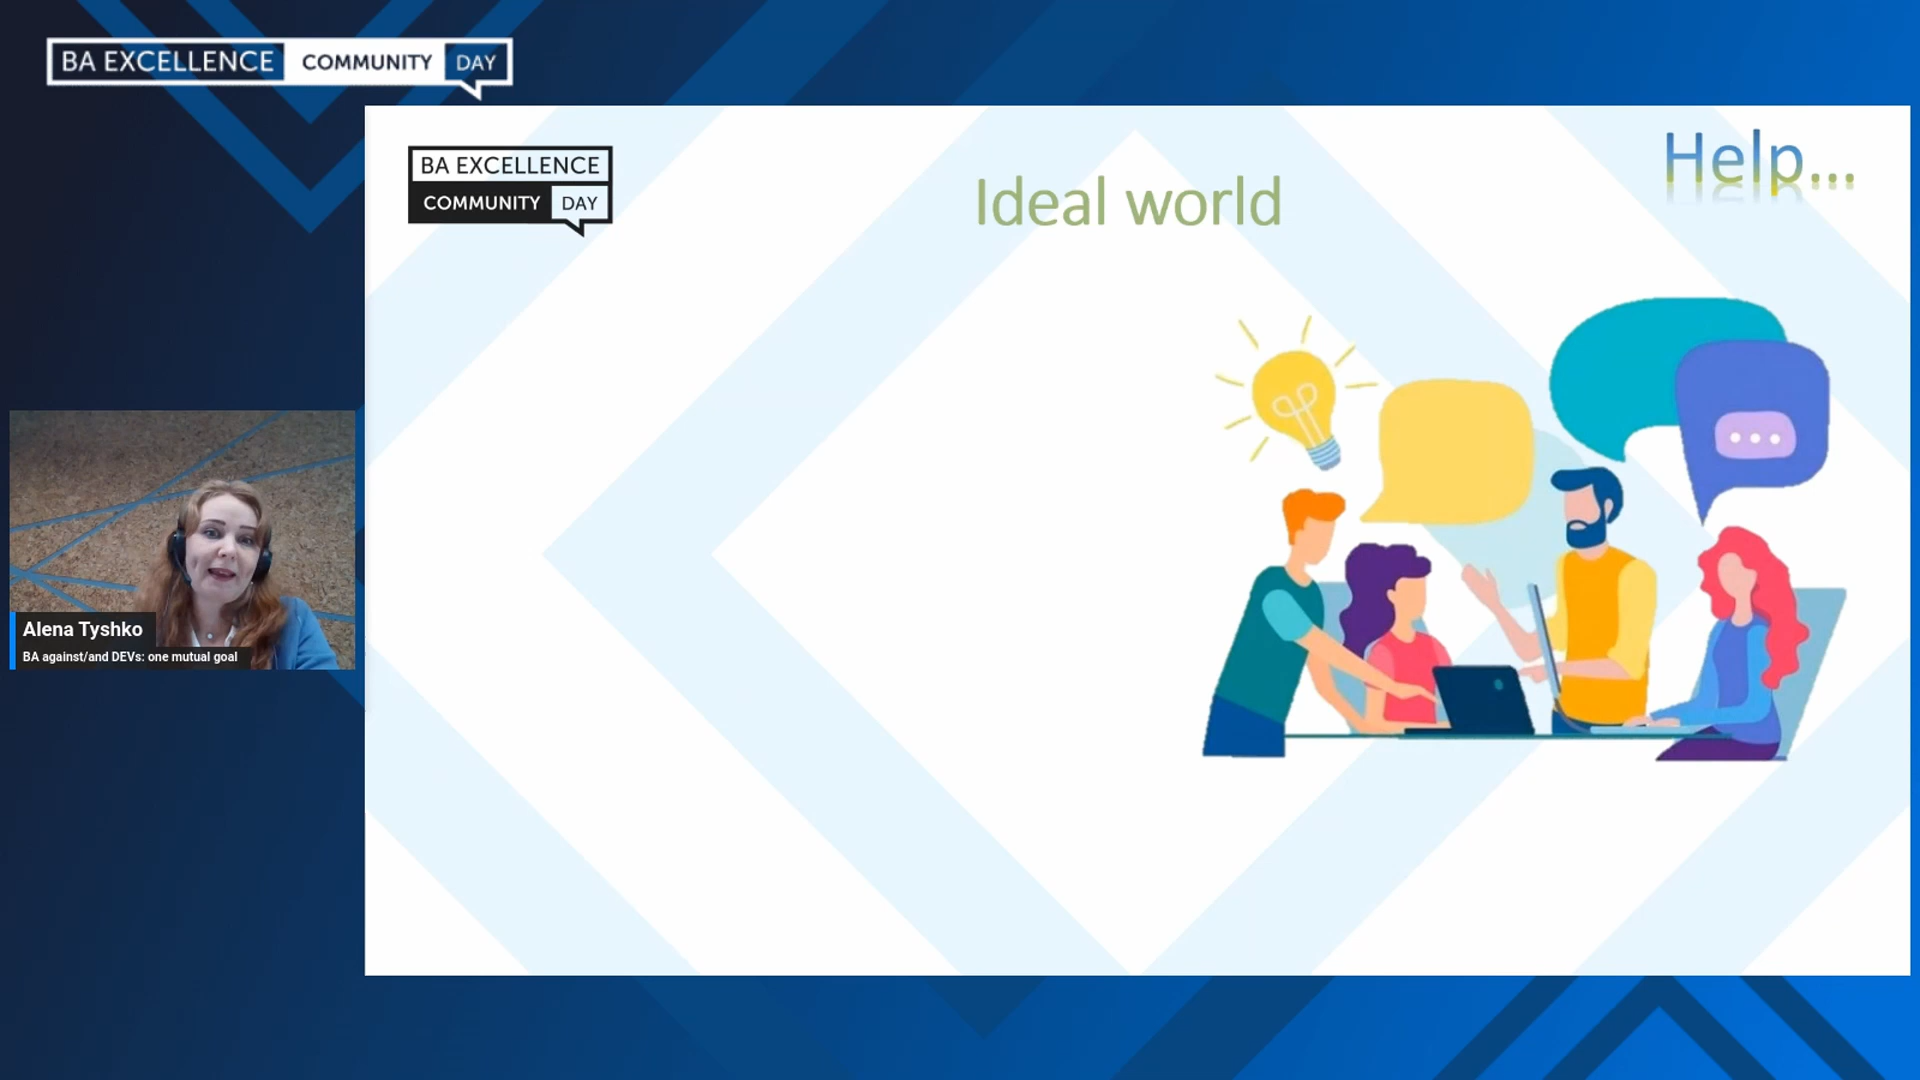 BA EXCELLENCE COMMUNITY DAY
BA EXCELLENCE
COMMUNITY DAY
Ideal world
Help...
Alena Tyshko
BA against/and DEVs: one mutual goal